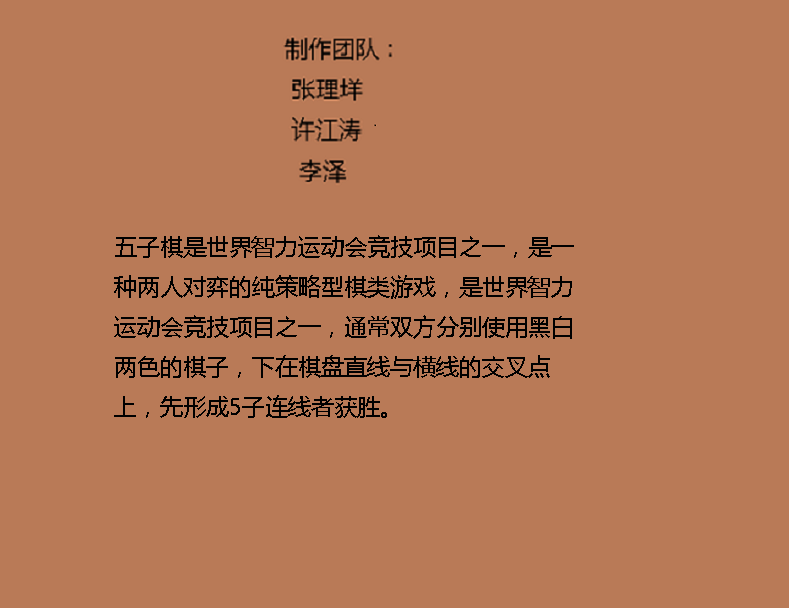 制作团队：
张理垟
许江涛
李泽
五子棋是世界智力运动会竞技项目之一，是一
种两人对弈的纯策略型棋类游戏，是世界智力
运动会竞技项目之一，通常双方分别使用黑白
两色的棋子，下在棋盘直线与横线的交叉点
上，先形成5子连线者获胜。